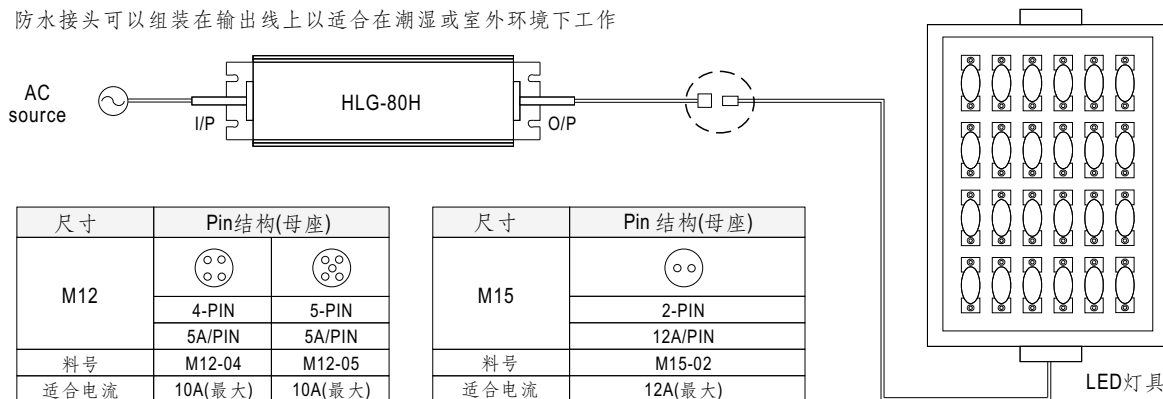 防水接头可以组装在输出线上以适合在潮湿或室外环境下工作
AC
source
I/P
HLG-80H
O/P
LED灯具
尺寸 Pin结构(母座)
M12
4-PIN 5-PIN
5A/PIN 5A/PIN
料号 M12-04 M12-05
适合电流 10A(最大) 10A(最大)
尺寸 Pin 结构(母座)
M15
2-PIN
12A/PIN
料号 M15-02
适合电流 12A(最大)